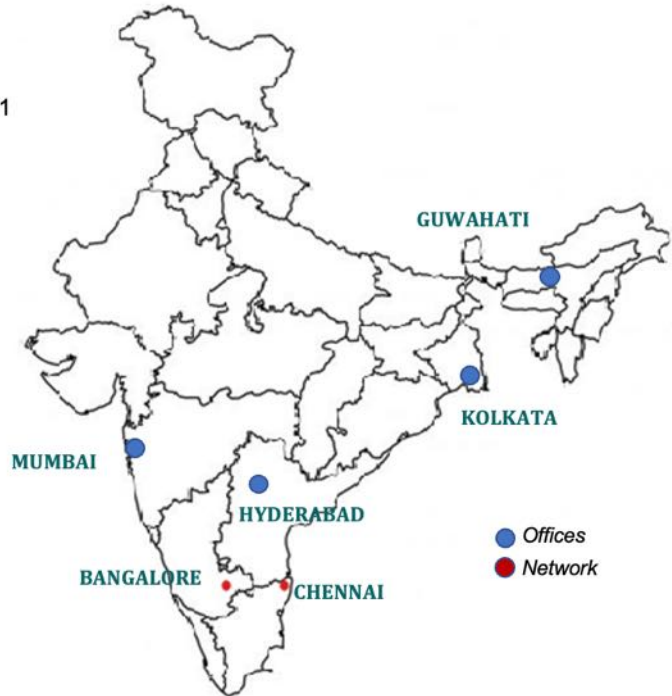 1
GUWAHATI
KOLKATA
MUMBAI
HYDERABAD
Offices
Network
BANGALORE
CHENNAI